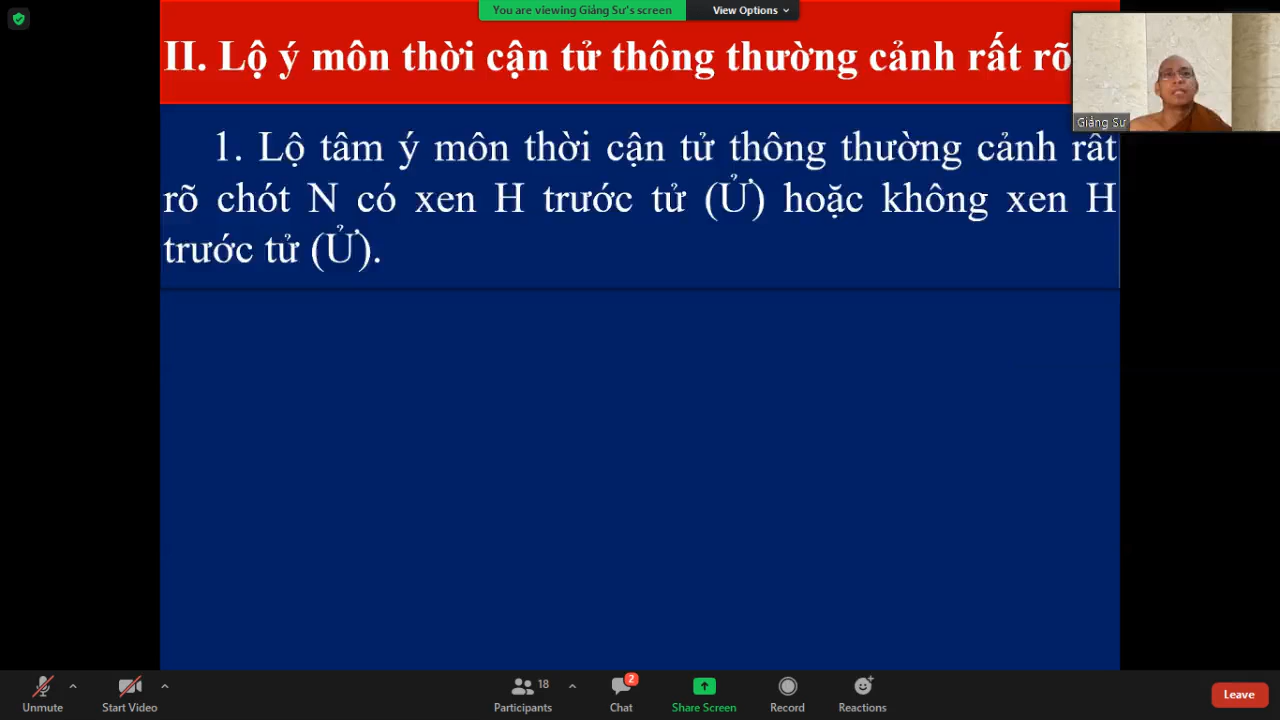 You are viewing Giảng Sư's screen
View Options
II. Lộ ý môn thời cận tử thông thường cảnh rất rõ
Giảng Sư
1. Lộ tâm ý môn thời cận tử thông thường cảnh rất
rõ chót N có xen H trước tử (Ử) hoặc không xen H
trước tử (Ử).
18
2
Unmute
Start Video
Participants
Chat
Share Screen
Record
Reactions
Leave